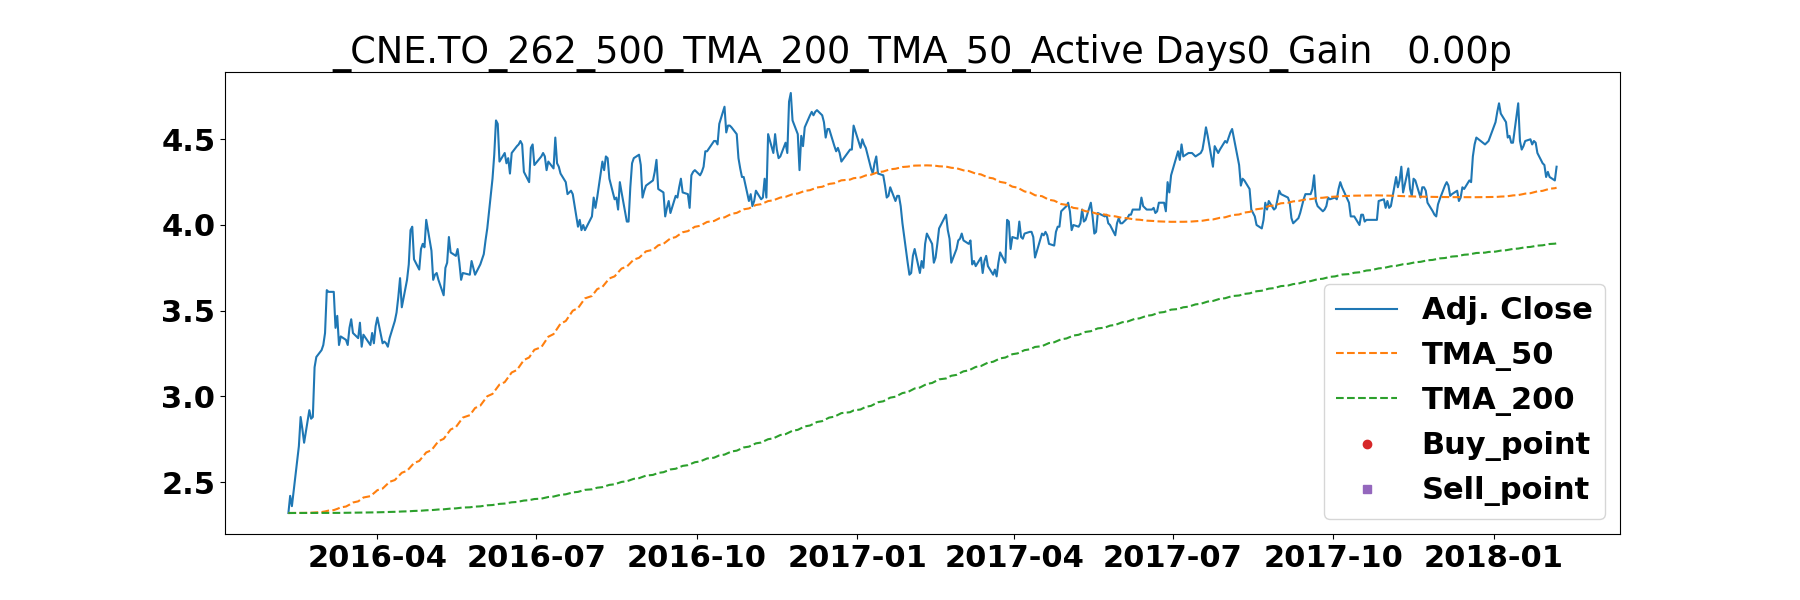 _CNE.TO_262_500_TMA_200_TMA_50_Active Days0_Gain   0.00p
4.5
4.0
3.5
3.0
2.5
Adj. Close
TMA_50
TMA_200
Buy_point
Sell_point
2016-04 2016-07 2016-10 2017-01 2017-04 2017-07 2017-10 2018-01